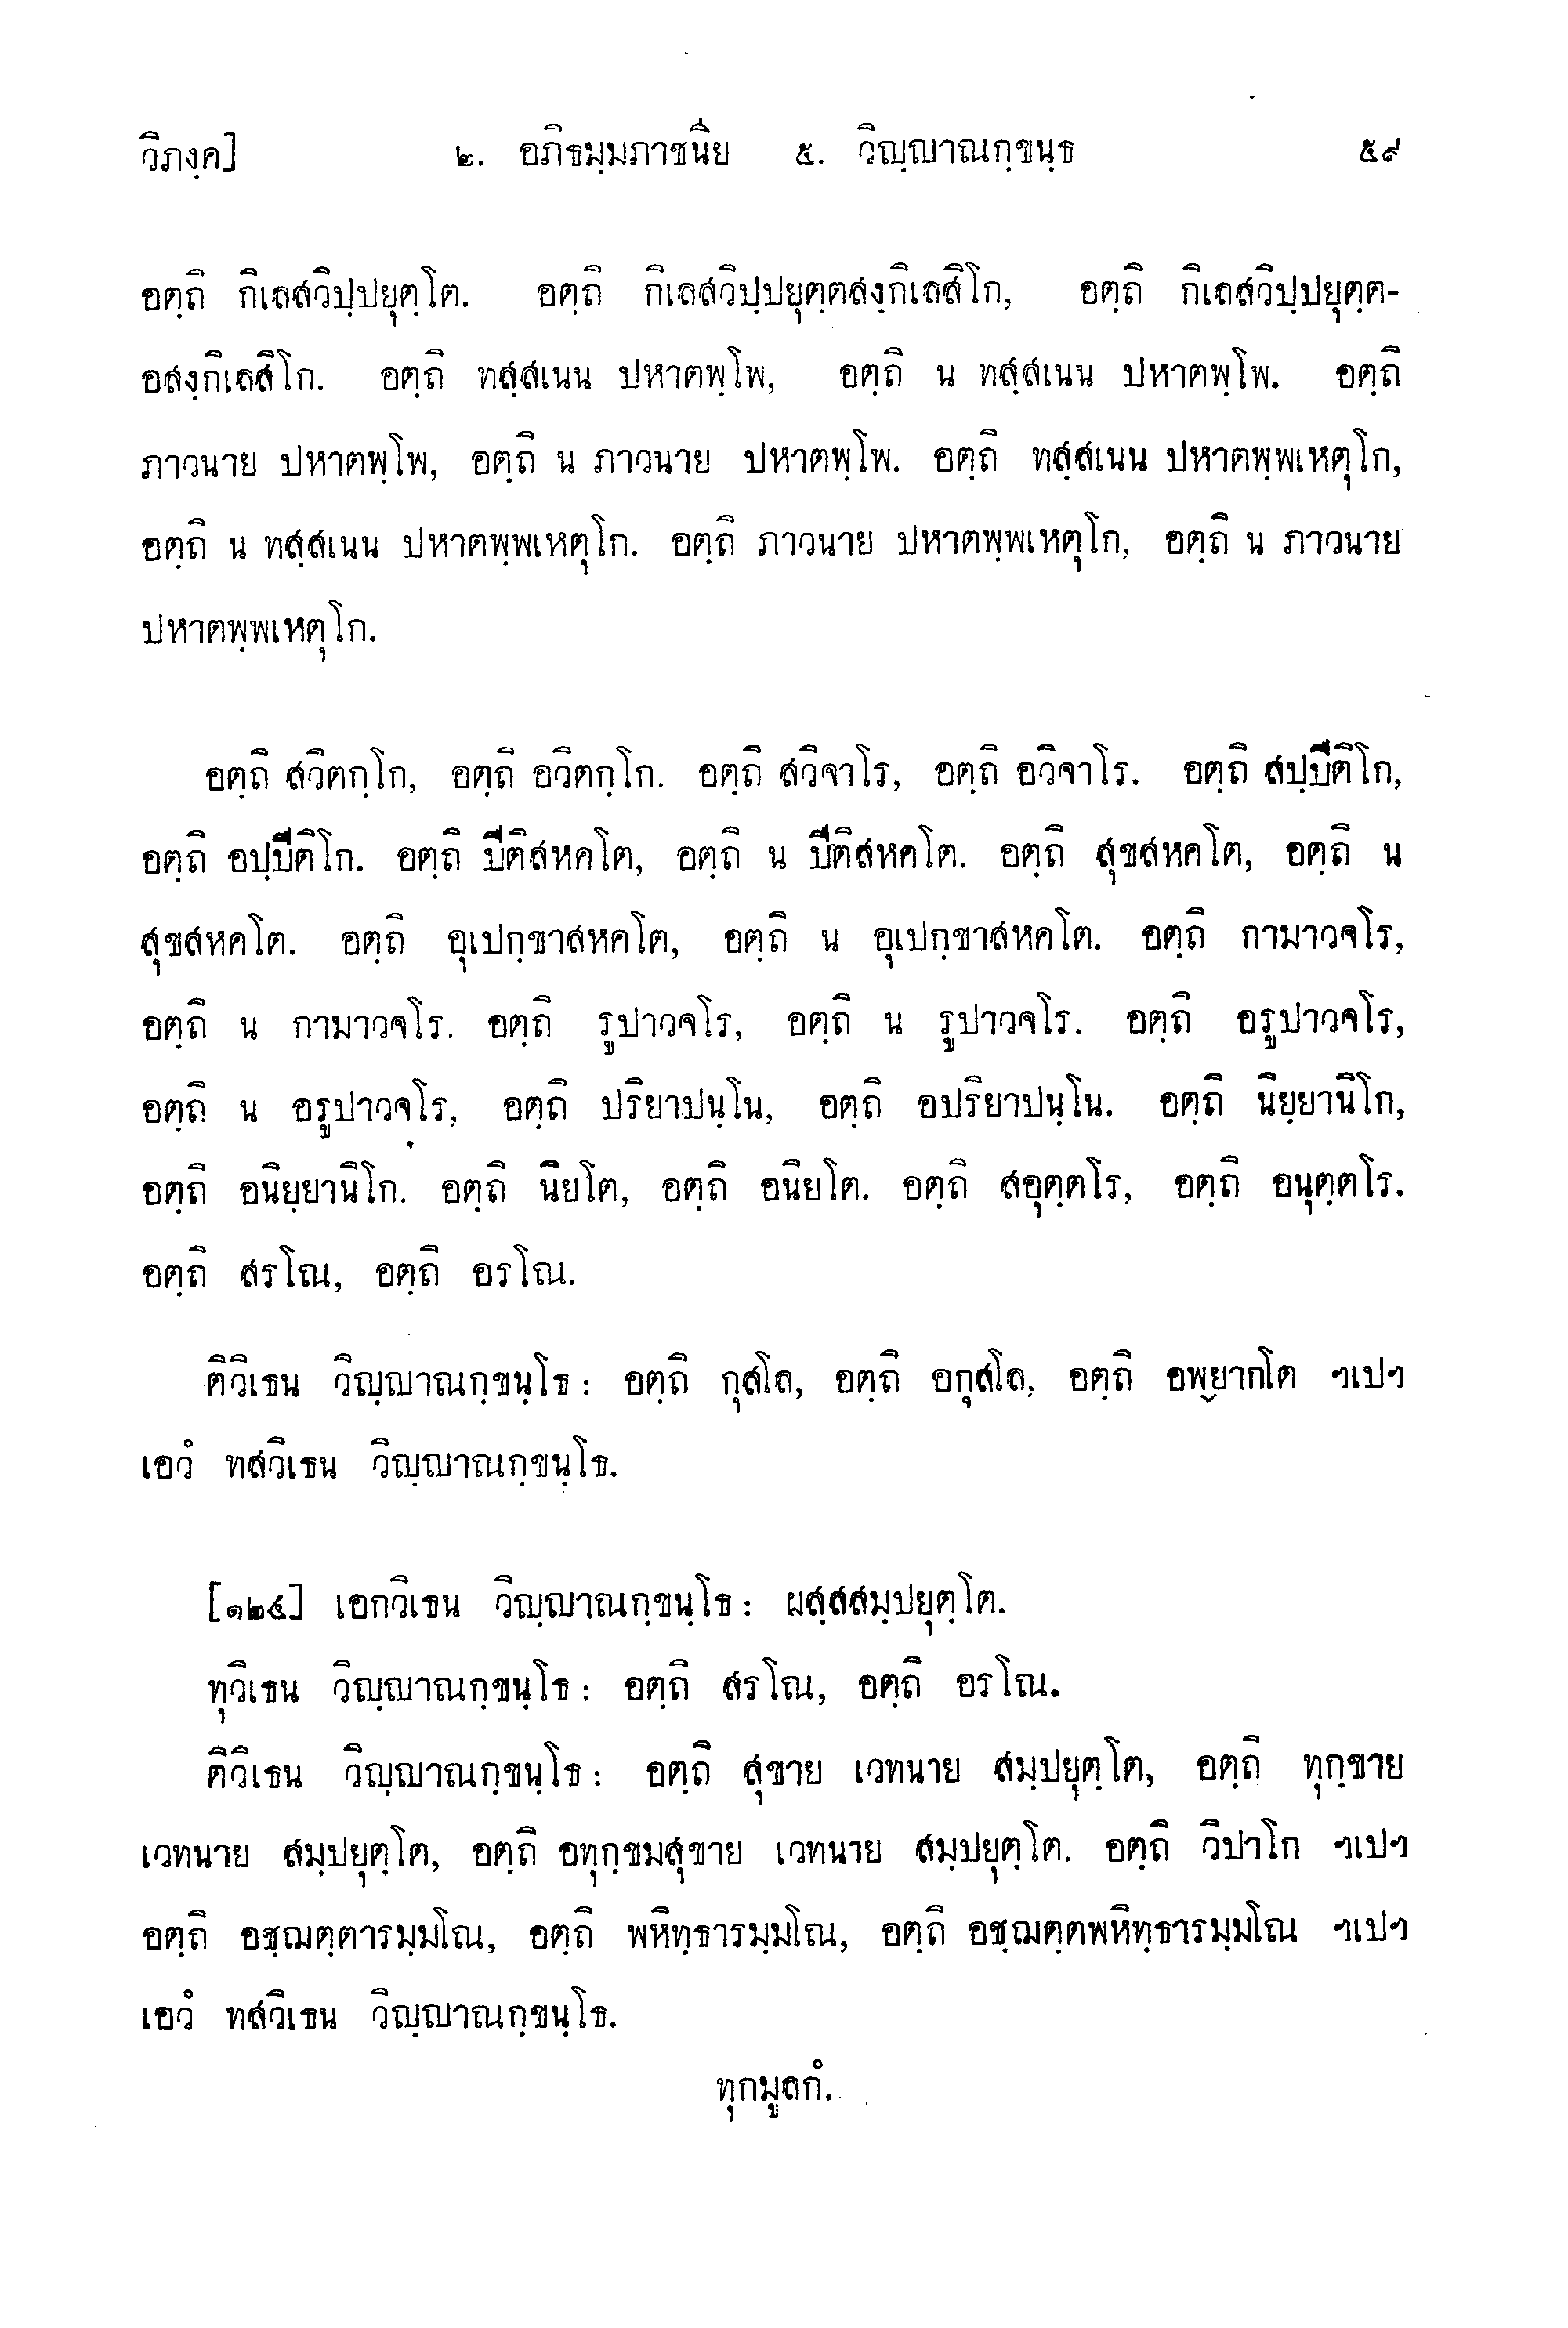 วิภงฺค] ๒. อภิธมฺมภาชนีย ๕. วิญฺญาณกฺขนฺธ ๕๙
อตฺถิ กิเลสวิปฺปยุตฺโต. อตฺถิ กิเลสวิปฺปยุตฺตสงฺกิเลสิโก, อตฺถิ กิเลสวิปฺปยุตฺต-
อสงฺกิเลสิโก. อตฺถิ ทสฺสเนน ปหาตพฺโพ, อตฺถิ น ทสฺสเนน ปหาตพฺโพ. อตฺถิ
ภาวนาย ปหาตพฺโพ, อตฺถิ น ภาวนาย ปหาตพฺโพ. อตฺถิ ทสฺสเนน ปหาตพฺพเหตุโก,
อตฺถิ น ทสฺสเนน ปหาตพฺพเหตุโก. อตฺถิ ภาวนาย ปหาตพฺพเหตุโก, อตฺถิ น ภาวนาย
ปหาตพฺพเหตุโก.
อตฺถิ สวิตกฺโก, อตฺถิ อวิตกฺโก. อตฺถิ สวิจาโร, อตฺถิ อวิจาโร. อตฺถิ สปฺปีติโก,
อตฺถิ อปฺปีติโก. อตฺถิ ปีติสหคโต, อตฺถิ น ปีติสหคโต. อตฺถิ สุขสหคโต, อตฺถิ น
สุขสหคโต. อตฺถิ อุเปกฺขาสหคโต, อตฺถิ น อุเปกฺขาสหคโต. อตฺถิ กามาวจโร,
อตฺถิ น กามาวจโร. อตฺถิ รูปาวจโร, อตฺถิ น รูปาวจโร. อตฺถิ อรูปาวจโร,
อตฺถิ น อรูปาวจโร, อตฺถิ ปริยาปนฺโน, อตฺถิ อปริยาปนฺโน. อตฺถิ นิยฺยานิโก,
อตฺถิ อนิยฺยานิโก. อตฺถิ นิยโต, อตฺถิ อนิยโต. อตฺถิ สอุตฺตโร, อตฺถิ อนุตฺตโร.
อตฺถิ สรโณ, อตฺถิ อรโณ.
ติวิเธน วิญฺญาณกฺขนฺโธ: อตฺถิ กุสโล, อตฺถิ อกุสโล, อตฺถิ อพฺยากโต ฯเปฯ
เอวํ ทสวิเธน วิญฺญาณกฺขนฺโธ.
[๑๒๔] เอกวิเธน วิญฺญาณกฺขนฺโธ: ผสฺสสมฺปยุตฺโต.
ทุวิเธน วิญฺญาณกฺขนฺโธ: อตฺถิ สรโณ, อตฺถิ อรโณ.
ติวิเธน วิญฺญาณกฺขนฺโธ: อตฺถิ สุขาย เวทนาย สมฺปยุตฺโต, อตฺถิ ทุกฺขาย
เวทนาย สมฺปยุตฺโต, อตฺถิ อทุกฺขมสุขาย เวทนาย สมฺปยุตฺโต. อตฺถิ วิปาโก ฯเปฯ
อตฺถิ อชฺฌตฺตารมฺมโณ, อตฺถิ พหิทฺธารมฺมโณ, อตฺถิ อชฺฌตฺตพหิทฺธารมฺมโณ ฯเปฯ
เอวํ ทสวิเธน วิญฺญาณกฺขนฺโธ.
ทุกมูลกํ.